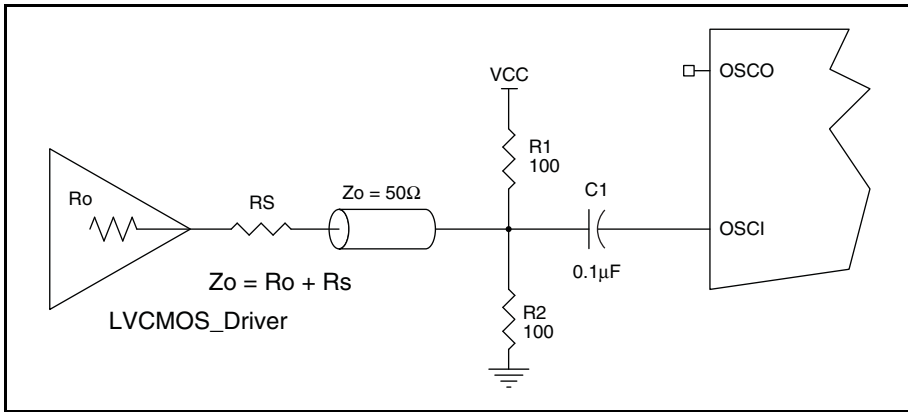 OSCO
VCC
R1
100
C1
Ro
RS
Zo = 50Ω
OSCI
0.1μF
Zo = Ro + Rs
R2
100
LVCMOS_Driver